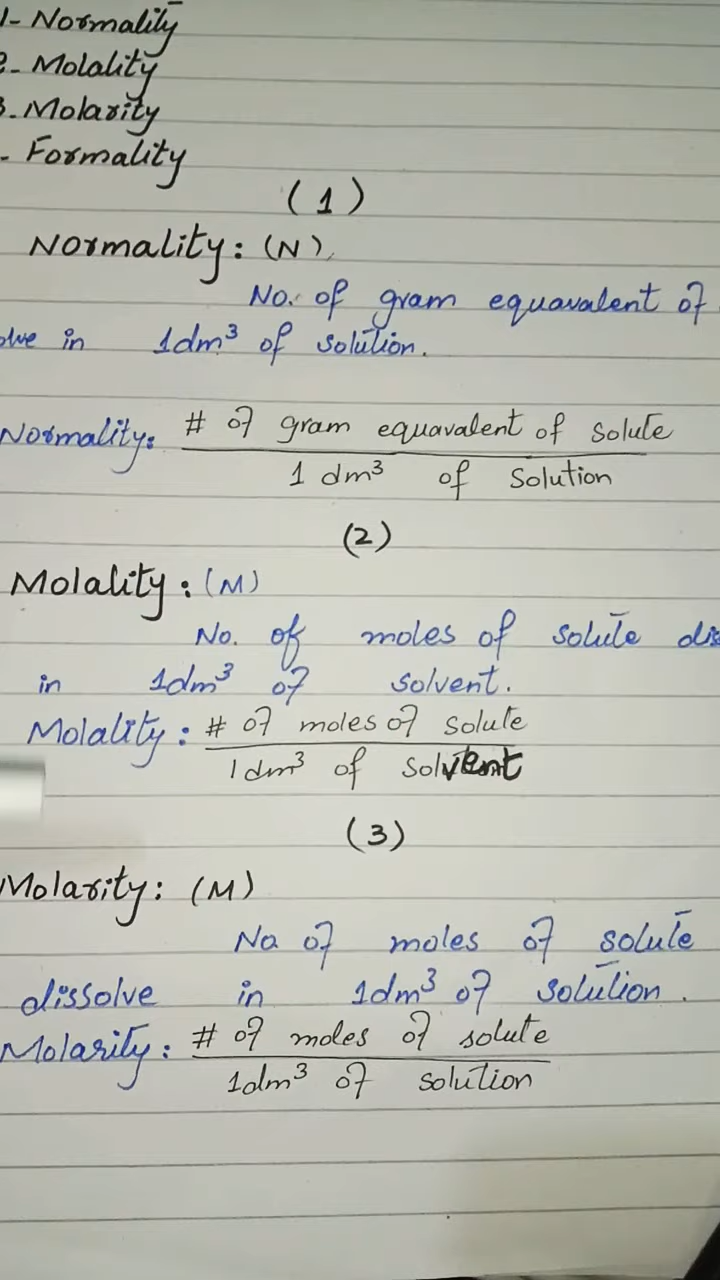 1- Normality
2- Molality
3. Molarity
- Formality
(1)
Normality: (N)
No. of gram equavalent of
olve in 1dm³ of solution.
Normality: # of gram equavalent of solute
1 dm³ of Solution
(2)
Molality: (M)
No. of moles of solute dis
in 1dm³ of solvent.
Molality: # of moles of solute
1dm³ of solvent
(3)
Molarity: (M)
No of moles of solute
dissolve in 1dm³ of solution.
Molarity: # of moles of solute
1dm³ of solution